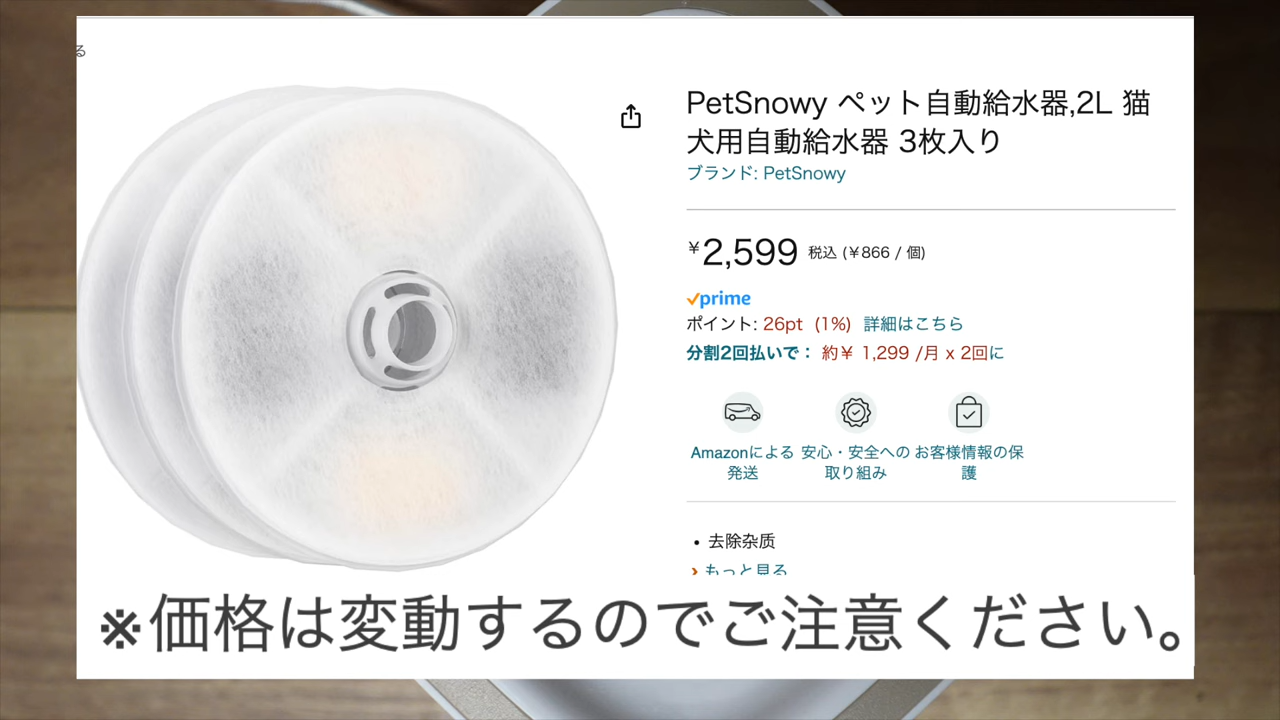 る
PetSnowy ペット自動給水器,2L 猫
犬用自動給水器 3枚入り
ブランド: PetSnowy
¥2,599 税込 (¥866 / 個)
prime
ポイント: 26pt (1%) 詳細はこちら
分割2回払いで： 約¥ 1,299 /月 x 2回に
Amazonによる
発送
安心・安全への
取り組み
お客様情報の保
護
• 去除杂质
もっと見る
※価格は変動するのでご注意ください。